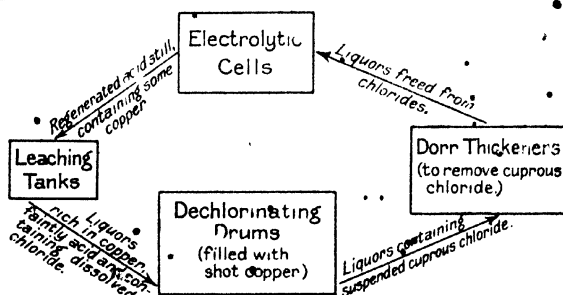 Electrolytic
Cells
Regenerated acid still,
containing some
copper
Liquors freed from
chlorides.
Leaching
Tanks
Dorr Thickeners
(to remove cuprous
chloride.)
Liquors
rich in copper,
faintly acid and con-
taining dissolved
chloride.
Dechlorinating
Drums
(filled with
shot copper)
Liquors containing
suspended cuprous chloride.